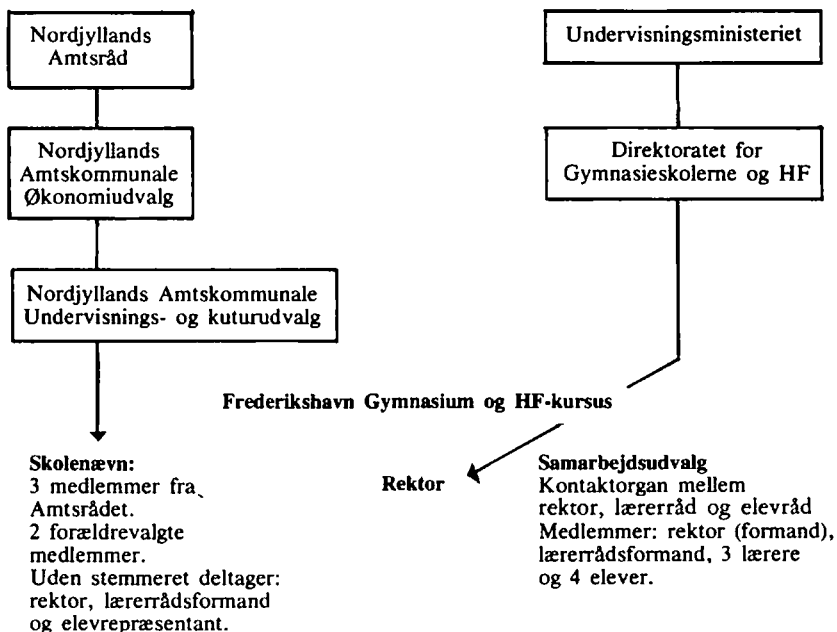 Nordjyllands
Amtsråd
Undervisningsministeriet
Nordjyllands
Amtskommunale
Økonomiudvalg
Direktoratet for
Gymnasieskolerne og HF
Nordjyllands Amtskommunale
Undervisnings- og kuturudvalg
Frederikshavn Gymnasium og HF-kursus
Skolenævn:
3 medlemmer fra
Amtsrådet.
2 forældrevalgte
medlemmer.
Uden stemmeret deltager:
rektor, lærerrådsformand
og elevrepræsentant.
Rektor
Samarbejdsudvalg
Kontaktorgan mellem
rektor, lærerråd og elevråd
Medlemmer: rektor (formand),
lærerrådsformand, 3 lærere
og 4 elever.